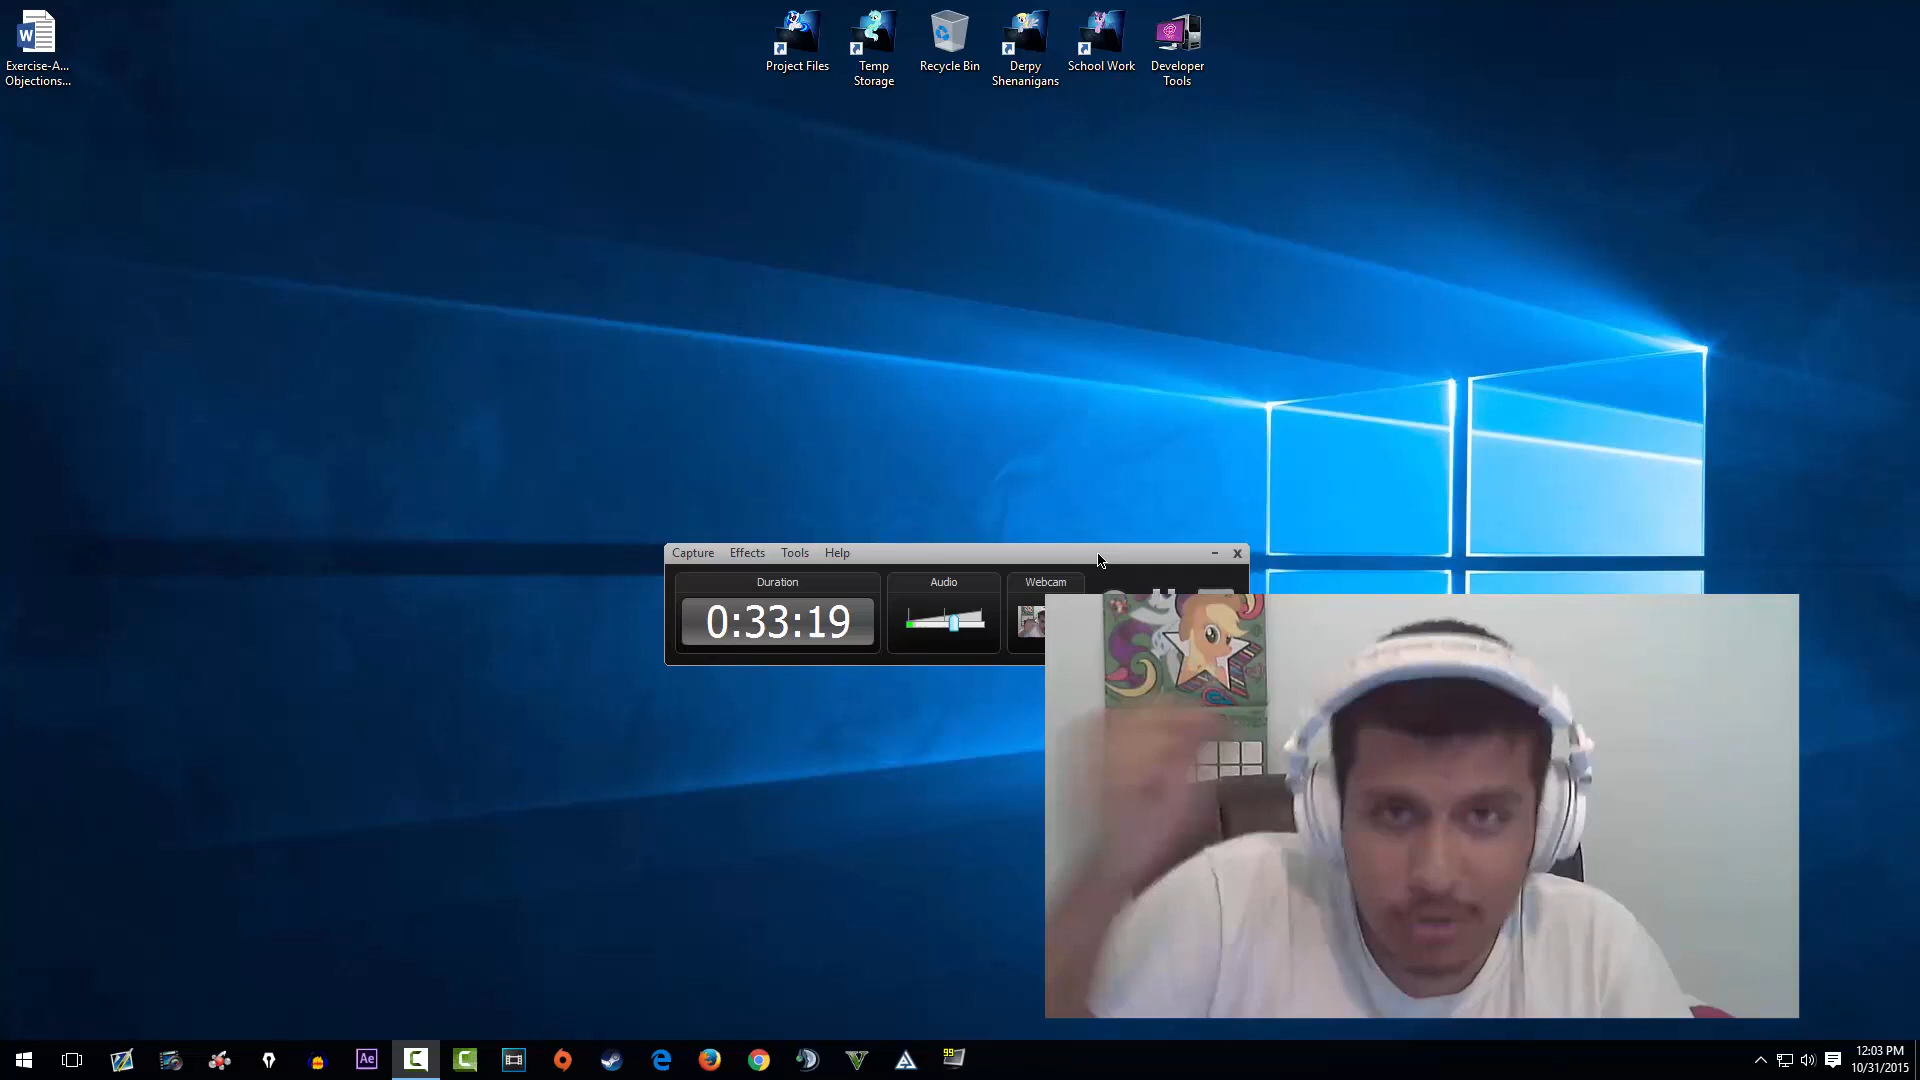 Exercise-A...
Objections...
Project Files
Temp
Storage
Recycle Bin
Derpy
Shenanigans
School Work
Developer
Tools
Capture Effects Tools Help
Duration
0:33:19
Audio
Webcam
Ae
99
12:03 PM
10/31/2015